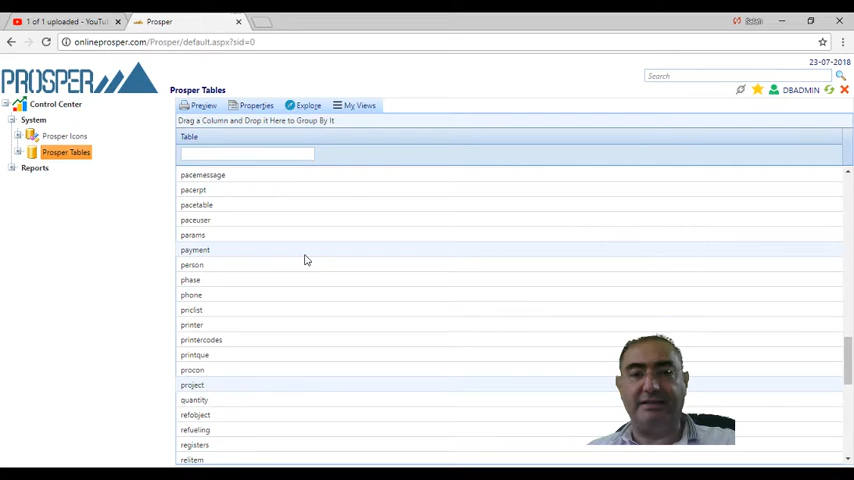 1 of 1 uploaded - YouTu
Prosper
Salah
onlineprosper.com/Prosper/default.aspx?sid=0
23-07-2018
PROSPER
Prosper Tables
Search
DBADMIN
Control Center
System
Prosper Icons
Prosper Tables
Reports
Preview
Properties
Explore
My Views
Drag a Column and Drop it Here to Group By It
Table
pacemessage
pacerpt
pacetable
paceuser
params
payment
person
phase
phone
priclist
printer
printercodes
printque
procon
project
quantity
refobject
refueling
registers
relitem